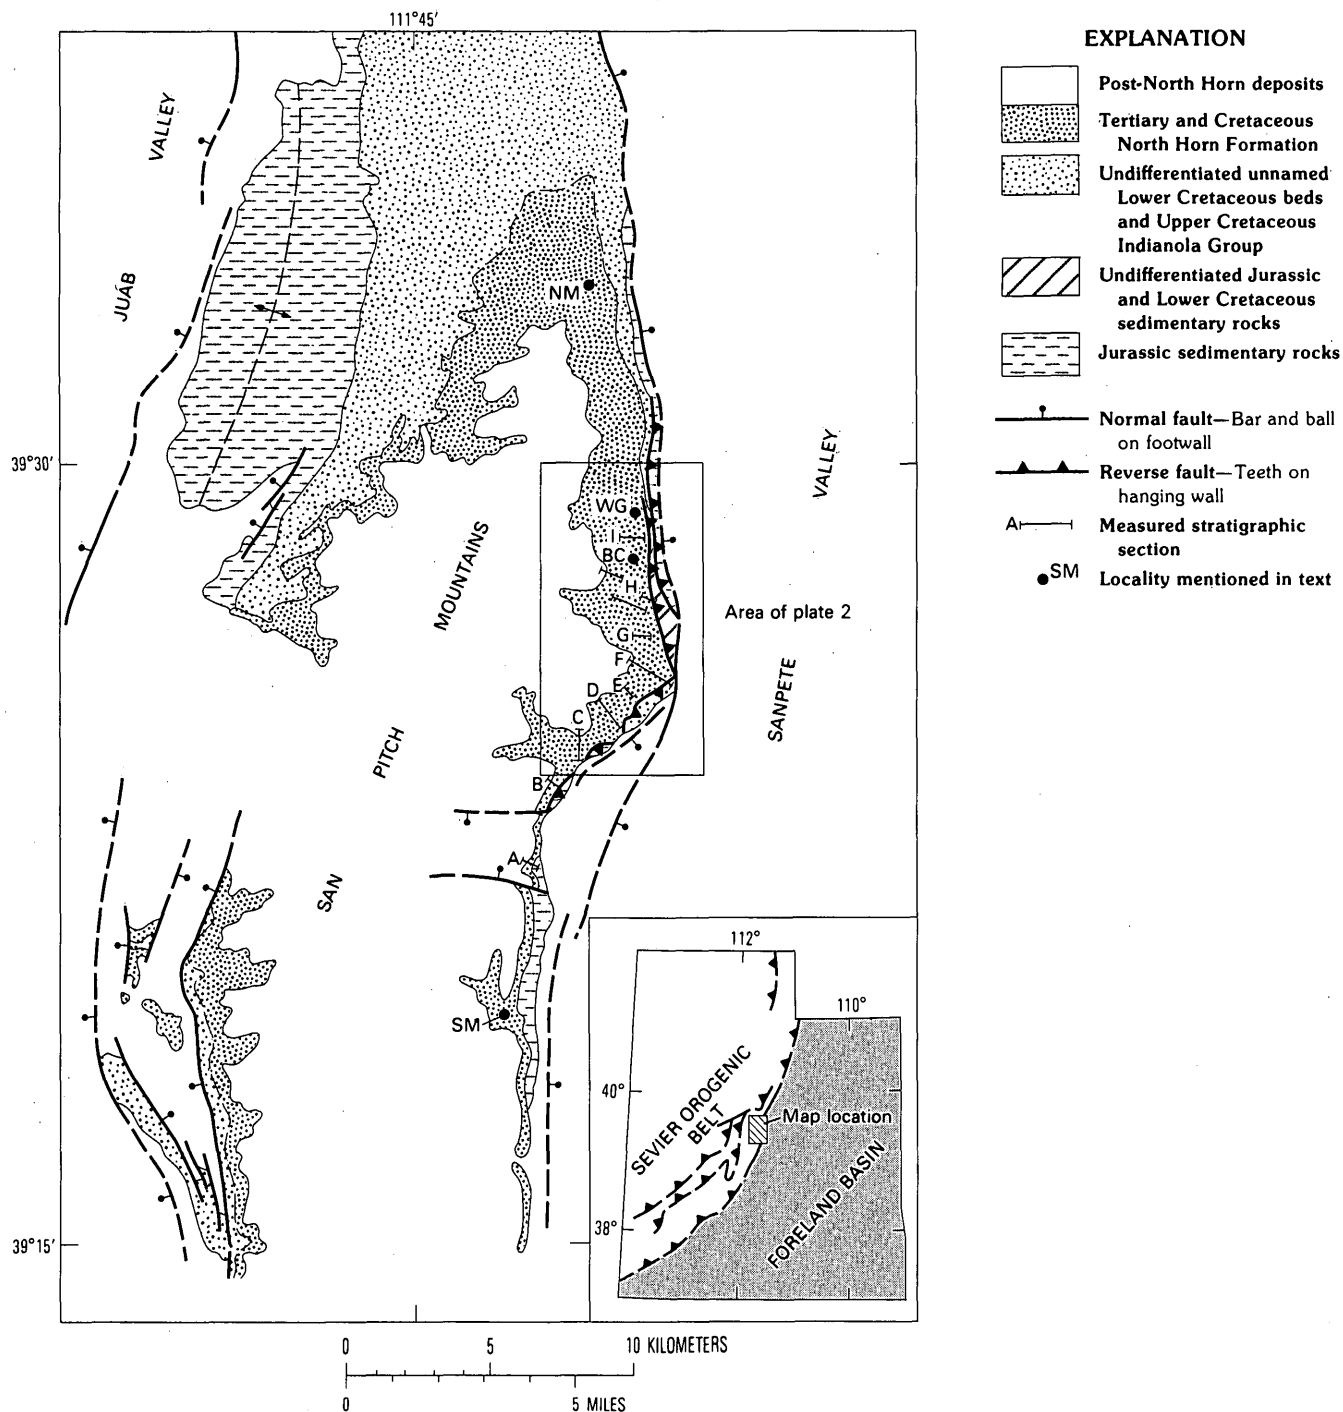 111°45′
EXPLANATION
Post-North Horn deposits
Tertiary and Cretaceous
North Horn Formation
Undifferentiated unnamed
Lower Cretaceous beds
and Upper Cretaceous
Indianola Group
Undifferentiated Jurassic
and Lower Cretaceous
sedimentary rocks
Jurassic sedimentary rocks
Normal fault—Bar and ball
on footwall
Reverse fault—Teeth on
hanging wall
A
Measured stratigraphic
section
SM
Locality mentioned in text
JUAB
VALLEY
NM
39°30′
SANPETE
VALLEY
WG
I
BC
H
G
F
E
D
C
B
A
Area of plate 2
SAN
PITCH
MOUNTAINS
SM
39°15′
112°
110°
40°
38°
SEVIER OROGENIC
BELT
Map location
FORELAND BASIN
0 5 10 KILOMETERS
0 5 MILES